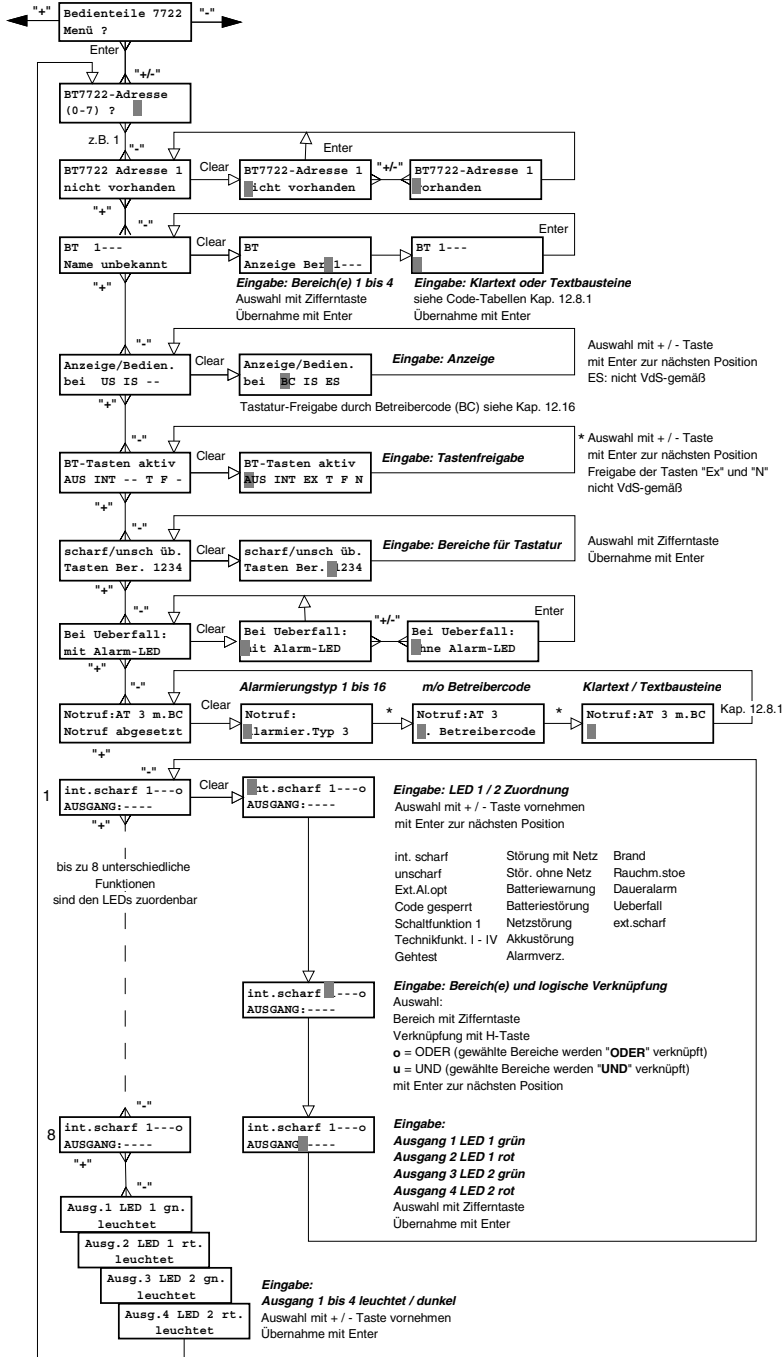 "+"
Bedienteile 7722
Menü ?
"-"
Enter
"+/-"
BT7722-Adresse
(0-7) ?
z.B. 1
"-"
BT7722 Adresse 1
nicht vorhanden
Clear
BT7722-Adresse 1
icht vorhanden
Enter
"+/-"
BT7722-Adresse 1
orhanden
"+"
"-"
BT 1---
Name unbekannt
Clear
BT
Anzeige Ber 1---
BT 1---
Enter
"+"
Eingabe: Bereich(e) 1 bis 4
Auswahl mit Zifferntaste
Übernahme mit Enter
Eingabe: Klartext oder Textbausteine
siehe Code-Tabellen Kap. 12.8.1
Übernahme mit Enter
"-"
Anzeige/Bedien.
bei US IS --
Clear
Anzeige/Bedien.
bei BC IS ES
Eingabe: Anzeige
Auswahl mit + / - Taste
mit Enter zur nächsten Position
ES: nicht VdS-gemäß
"+"
Tastatur-Freigabe durch Betreibercode (BC) siehe Kap. 12.16
"-"
BT-Tasten aktiv
AUS INT -- T F -
Clear
BT-Tasten aktiv
AUS INT EX T F N
Eingabe: Tastenfreigabe
* Auswahl mit + / - Taste
mit Enter zur nächsten Position
Freigabe der Tasten "Ex" und "N"
nicht VdS-gemäß
"+"
"-"
scharf/unsch üb.
Tasten Ber. 1234
Clear
scharf/unsch üb.
Tasten Ber. 1234
Eingabe: Bereiche für Tastatur
Auswahl mit Zifferntaste
Übernahme mit Enter
"+"
"-"
Bei Ueberfall:
mit Alarm-LED
Clear
Bei Ueberfall:
it Alarm-LED
"+/-"
Bei Ueberfall:
hne Alarm-LED
Enter
"+"
"-"
Notruf:AT 3 m.BC
Notruf abgesetzt
Clear
Alarmierungstyp 1 bis 16
Notruf:
larmier.Typ 3
*
m/o Betreibercode
Notruf:AT 3
. Betreibercode
*
Klartext / Textbausteine
Notruf:AT 3 m.BC
Kap. 12.8.1
"+"
"-"
1
int.scharf 1---o
AUSGANG:----
Clear
nt.scharf 1---o
AUSGANG:----
Eingabe: LED 1 / 2 Zuordnung
Auswahl mit + / - Taste vornehmen
mit Enter zur nächsten Position
"+"
bis zu 8 unterschiedliche
Funktionen
sind den LEDs zuordenbar
int. scharf
unscharf
Ext.Al.opt
Code gesperrt
Schaltfunktion 1
Technikfunkt. I - IV
Gehtest
Störung mit Netz
Stör. ohne Netz
Batteriewarnung
Batteriestörung
Netzstörung
Akkustörung
Alarmverz.
Brand
Rauchm.stoe
Daueralarm
Ueberfall
ext.scharf
int.scharf ---o
AUSGANG:----
Eingabe: Bereich(e) und logische Verknüpfung
Auswahl:
Bereich mit Zifferntaste
Verknüpfung mit H-Taste
o = ODER (gewählte Bereiche werden "ODER" verknüpft)
u = UND (gewählte Bereiche werden "UND" verknüpft)
mit Enter zur nächsten Position
"-"
8
int.scharf 1---o
AUSGANG:----
int.scharf 1---o
AUSGANG ----
Eingabe:
Ausgang 1 LED 1 grün
Ausgang 2 LED 1 rot
Ausgang 3 LED 2 grün
Ausgang 4 LED 2 rot
Auswahl mit Zifferntaste
Übernahme mit Enter
"+"
"-"
Ausg.1 LED 1 gn.
leuchtet
Ausg.2 LED 1 rt.
leuchtet
Ausg.3 LED 2 gn.
leuchtet
Ausg.4 LED 2 rt.
leuchtet
Eingabe:
Ausgang 1 bis 4 leuchtet / dunkel
Auswahl mit + / - Taste vornehmen
Übernahme mit Enter